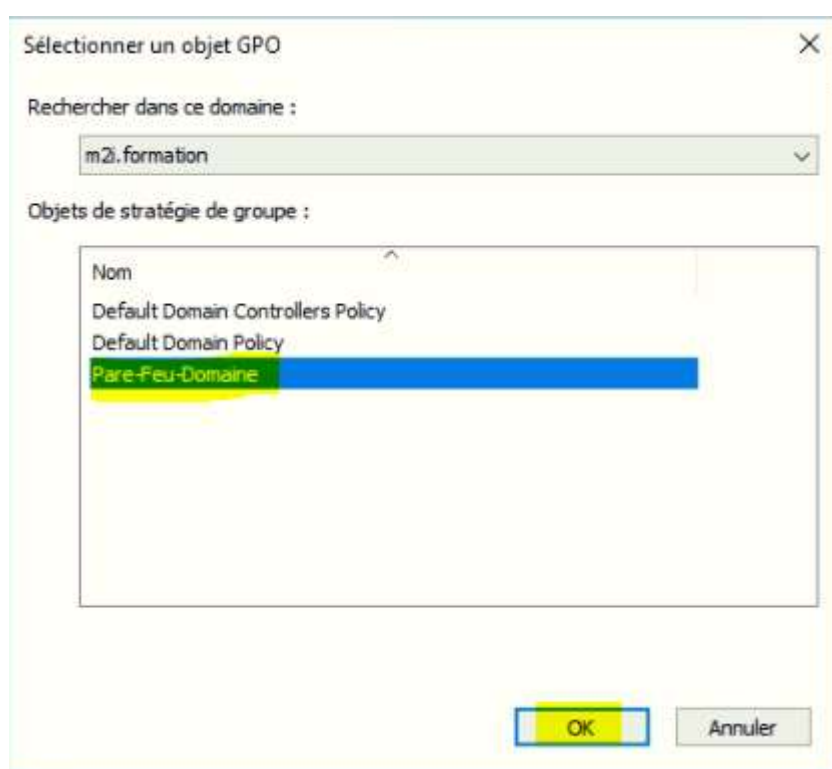 Sélectionner un objet GPO
Rechercher dans ce domaine :
m2i.formation
Objets de stratégie de groupe :
Nom
Default Domain Controllers Policy
Default Domain Policy
Pare-Feu-Domaine
OK Annuler